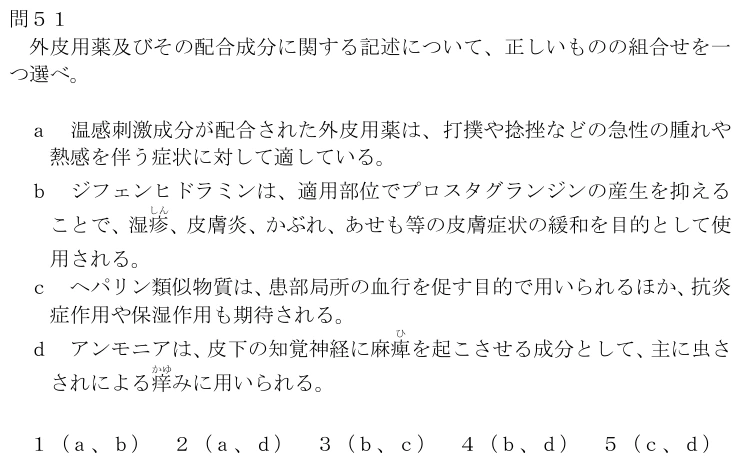 問５１
外皮用薬及びその配合成分に関する記述について、正しいものの組合せを一
つ選べ。
ａ　温感刺激成分が配合された外皮用薬は、打撲や捻挫などの急性の腫れや
熱感を伴う症状に対して適している。
ｂ　ジフェンヒドラミンは、適用部位でプロスタグランジンの産生を抑える
しん
ことで、湿疹、皮膚炎、かぶれ、あせも等の皮膚症状の緩和を目的として使
用される。
ｃ　ヘパリン類似物質は、患部局所の血行を促す目的で用いられるほか、抗炎
症作用や保湿作用も期待される。
ひ
ｄ　アンモニアは、皮下の知覚神経に麻痺を起こさせる成分として、主に虫さ
かゆ
されによる痒みに用いられる。
１（ａ、ｂ）　２（ａ、ｄ）　３（ｂ、ｃ）　４（ｂ、ｄ）　５（ｃ、ｄ）